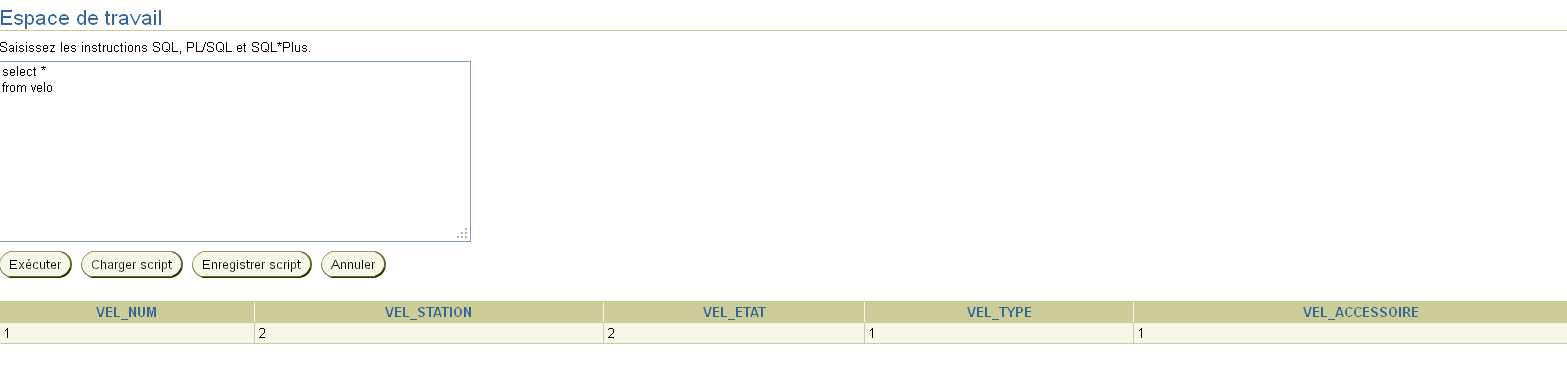 Espace de travail
Saisissez les instructions SQL, PL/SQL et SQL*Plus.
select *
from velo
Exécuter Charger script Enregistrer script Annuler
VEL_NUM VEL_STATION VEL_ETAT VEL_TYPE VEL_ACCESSOIRE
1 2 2 1 1